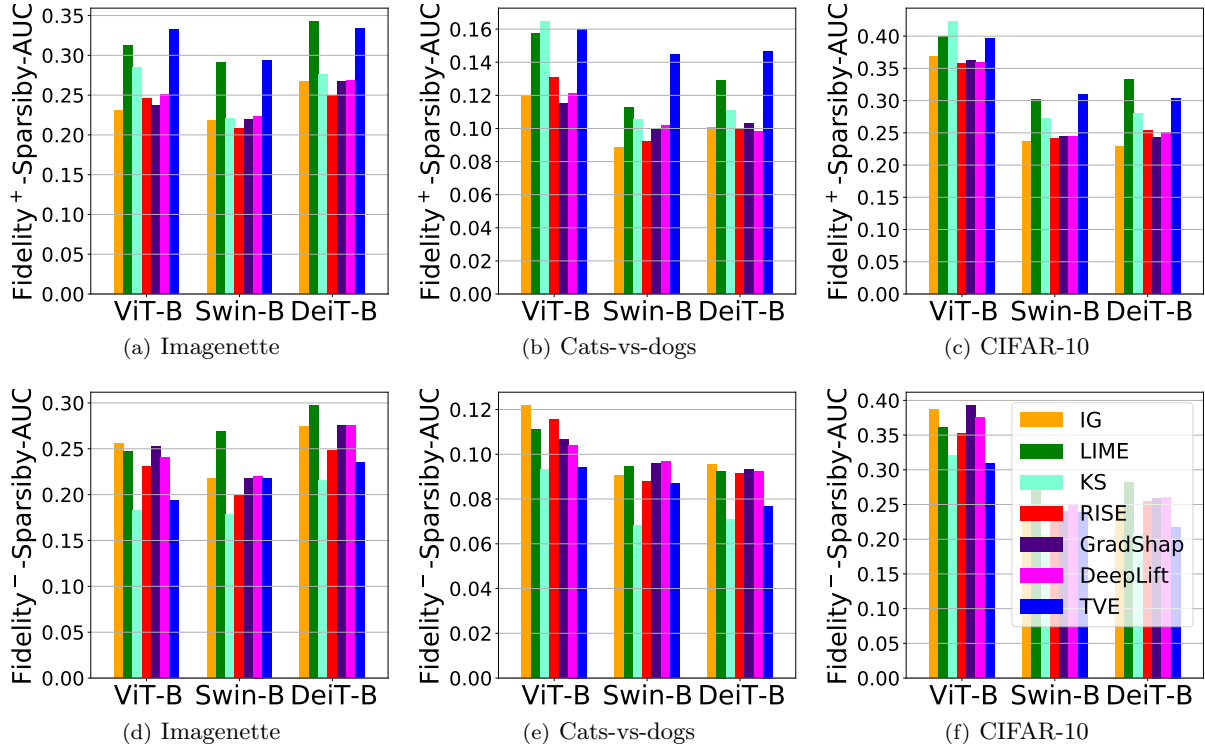 Fidelity+-Sparsiby-AUC
0.35
0.30
0.25
0.20
0.15
0.10
0.05
0.00
ViT-B Swin-B DeiT-B
(a) Imagenette
Fidelity+-Sparsiby-AUC
0.16
0.14
0.12
0.10
0.08
0.06
0.04
0.02
0.00
ViT-B Swin-B DeiT-B
(b) Cats-vs-dogs
Fidelity+-Sparsiby-AUC
0.40
0.35
0.30
0.25
0.20
0.15
0.10
0.05
0.00
ViT-B Swin-B DeiT-B
(c) CIFAR-10
Fidelity−-Sparsiby-AUC
0.30
0.25
0.20
0.15
0.10
0.05
0.00
ViT-B Swin-B DeiT-B
(d) Imagenette
Fidelity−-Sparsiby-AUC
0.12
0.10
0.08
0.06
0.04
0.02
0.00
ViT-B Swin-B DeiT-B
(e) Cats-vs-dogs
Fidelity−-Sparsiby-AUC
0.40
0.35
0.30
0.25
0.20
0.15
0.10
0.05
0.00
IG
LIME
KS
RISE
GradShap
DeepLift
TVE
ViT-B Swin-B DeiT-B
(f) CIFAR-10